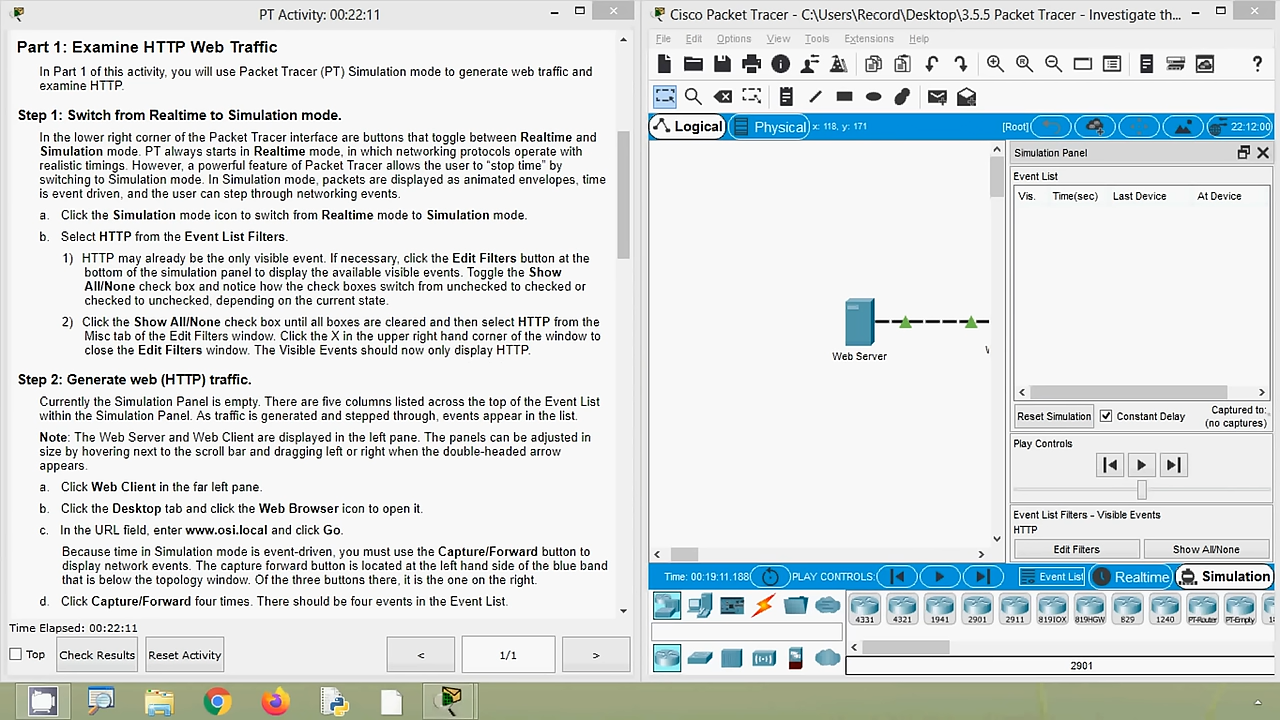 PT Activity: 00:22:11
Part 1: Examine HTTP Web Traffic
In Part 1 of this activity, you will use Packet Tracer (PT) Simulation mode to generate web traffic and
examine HTTP.
Step 1: Switch from Realtime to Simulation mode.
In the lower right corner of the Packet Tracer interface are buttons that toggle between Realtime and
Simulation mode. PT always starts in Realtime mode, in which networking protocols operate with
realistic timings. However, a powerful feature of Packet Tracer allows the user to “stop time” by
switching to Simulation mode. In Simulation mode, packets are displayed as animated envelopes, time
is event driven, and the user can step through networking events.
a. Click the Simulation mode icon to switch from Realtime mode to Simulation mode.
b. Select HTTP from the Event List Filters.
1) HTTP may already be the only visible event. If necessary, click the Edit Filters button at the
bottom of the simulation panel to display the available visible events. Toggle the Show
All/None check box and notice how the check boxes switch from unchecked to checked or
checked to unchecked, depending on the current state.
2) Click the Show All/None check box until all boxes are cleared and then select HTTP from the
Misc tab of the Edit Filters window. Click the X in the upper right hand corner of the window to
close the Edit Filters window. The Visible Events should now only display HTTP.
Step 2: Generate web (HTTP) traffic.
Currently the Simulation Panel is empty. There are five columns listed across the top of the Event List
within the Simulation Panel. As traffic is generated and stepped through, events appear in the list.
Note: The Web Server and Web Client are displayed in the left pane. The panels can be adjusted in
size by hovering next to the scroll bar and dragging left or right when the double-headed arrow
appears.
a. Click Web Client in the far left pane.
b. Click the Desktop tab and click the Web Browser icon to open it.
c. In the URL field, enter www.osi.local and click Go.
Because time in Simulation mode is event-driven, you must use the Capture/Forward button to
display network events. The capture forward button is located at the left hand side of the blue band
that is below the topology window. Of the three buttons there, it is the one on the right.
d. Click Capture/Forward four times. There should be four events in the Event List.
Time Elapsed: 00:22:11
Top
Check Results
Reset Activity
<
1/1
>
Cisco Packet Tracer - C:\Users\Record\Desktop\3.5.5 Packet Tracer - Investigate th...
File Edit Options View Tools Extensions Help
Logical
Physical
x: 118, y: 171
[Root]
22:12:00
Web Server
Simulation Panel
Event List
Vis. Time(sec) Last Device At Device
Reset Simulation
Constant Delay
Captured to:
(no captures)
Play Controls
Event List Filters - Visible Events
HTTP
Edit Filters
Show All/None
Time: 00:19:11.188
PLAY CONTROLS:
Event List
Realtime
Simulation
4331 4321 1941 2901 2911 819IOX 819HGW 829 1240 PT-Router PT-Empty
2901